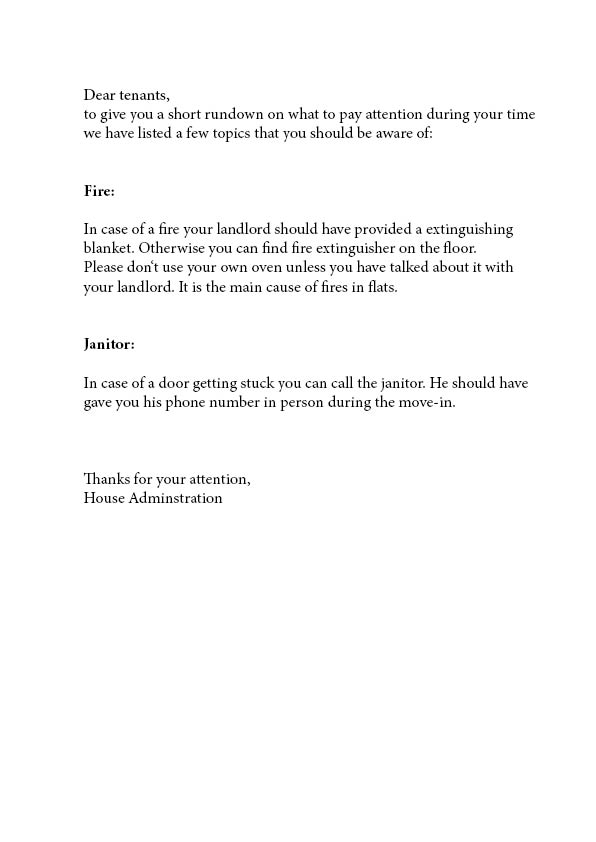 Dear tenants,
to give you a short rundown on what to pay attention during your time
we have listed a few topics that you should be aware of:
Fire:
In case of a fire your landlord should have provided a extinguishing
blanket. Otherwise you can find fire extinguisher on the floor.
Please don‘t use your own oven unless you have talked about it with
your landlord. It is the main cause of fires in flats.
Janitor:
In case of a door getting stuck you can call the janitor. He should have
gave you his phone number in person during the move-in.
Thanks for your attention,
House Adminstration